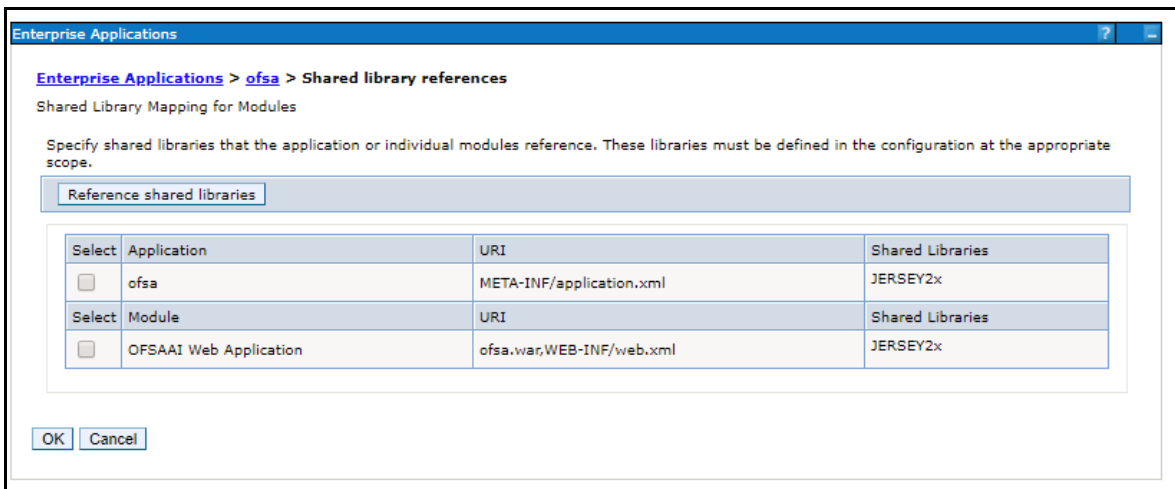 Enterprise Applications ? –
Enterprise Applications > ofsa > Shared library references
Shared Library Mapping for Modules
Specify shared libraries that the application or individual modules reference. These libraries must be defined in the configuration at the appropriate
scope.
Reference shared libraries
Select Application URI Shared Libraries
ofsa META-INF/application.xml JERSEY2x
Select Module URI Shared Libraries
OFSAAI Web Application ofsa.war,WEB-INF/web.xml JERSEY2x
OK Cancel